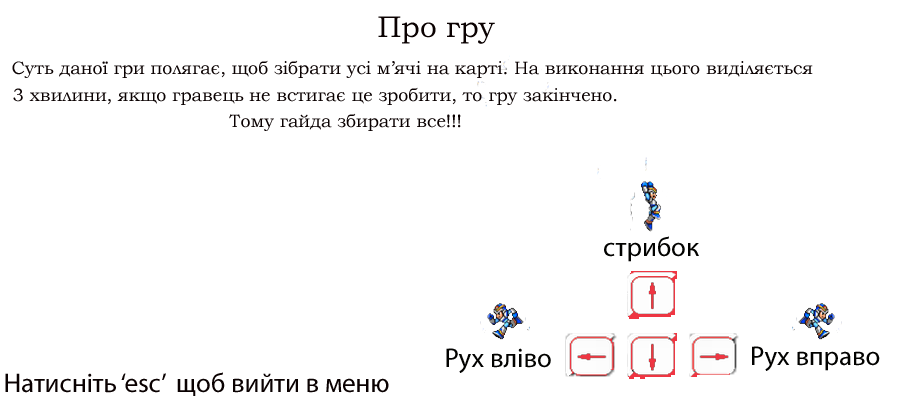 Про гру
Суть даної гри полягає, щоб зібрати усі м’ячі на карті. На виконання цього виділяється
3 хвилини, якщо гравець не встигає це зробити, то гру закінчено.
Тому гайда збирати все!!!
стрибок
Рух вліво
Рух вправо
Натисніть ‘esc’ щоб вийти в меню